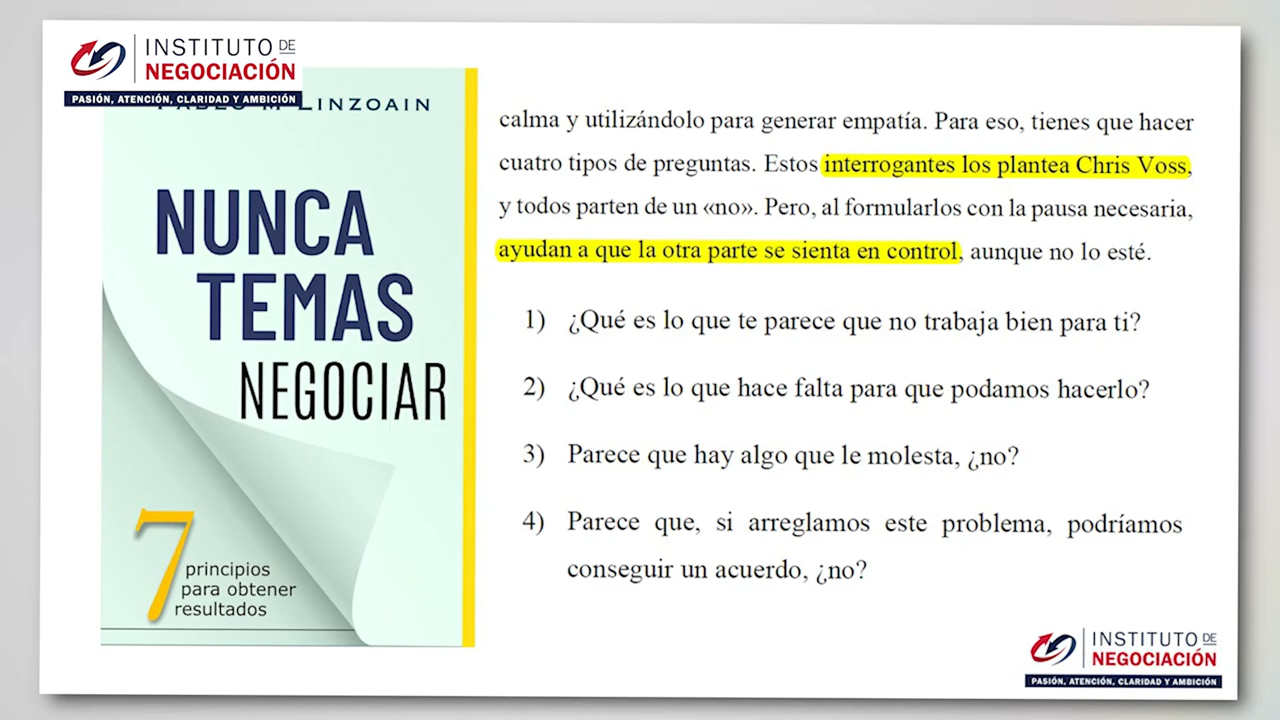 INSTITUTO DE
NEGOCIACIÓN
PASIÓN, ATENCIÓN, CLARIDAD Y AMBICIÓN
LINZOAIN
NUNCA
TEMAS
NEGOCIAR
7 principios
para obtener
resultados
calma y utilizándolo para generar empatía. Para eso, tienes que hacer
cuatro tipos de preguntas. Estos interrogantes los plantea Chris Voss,
y todos parten de un «no». Pero, al formularlos con la pausa necesaria,
ayudan a que la otra parte se sienta en control, aunque no lo esté.
1) ¿Qué es lo que te parece que no trabaja bien para ti?
2) ¿Qué es lo que hace falta para que podamos hacerlo?
3) Parece que hay algo que le molesta, ¿no?
4) Parece que, si arreglamos este problema, podríamos
conseguir un acuerdo, ¿no?
INSTITUTO DE
NEGOCIACIÓN
PASIÓN, ATENCIÓN, CLARIDAD Y AMBICIÓN